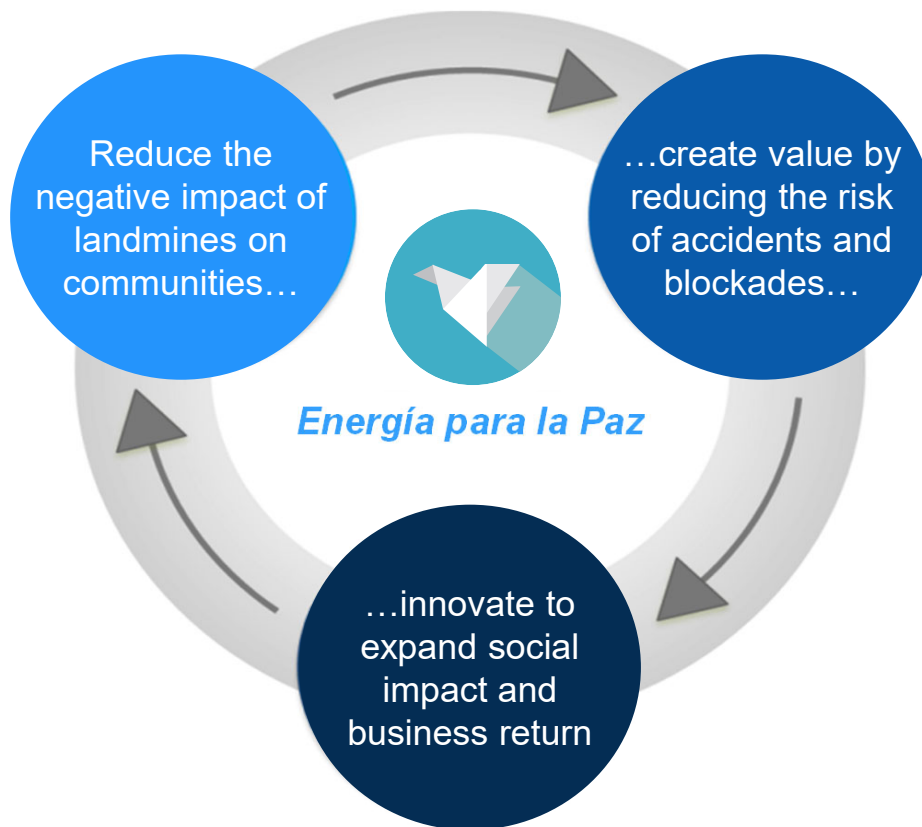 Reduce the
negative impact of
landmines on
communities…
…create value by
reducing the risk
of accidents and
blockades…
Energía para la Paz
…innovate to
expand social
impact and
business return